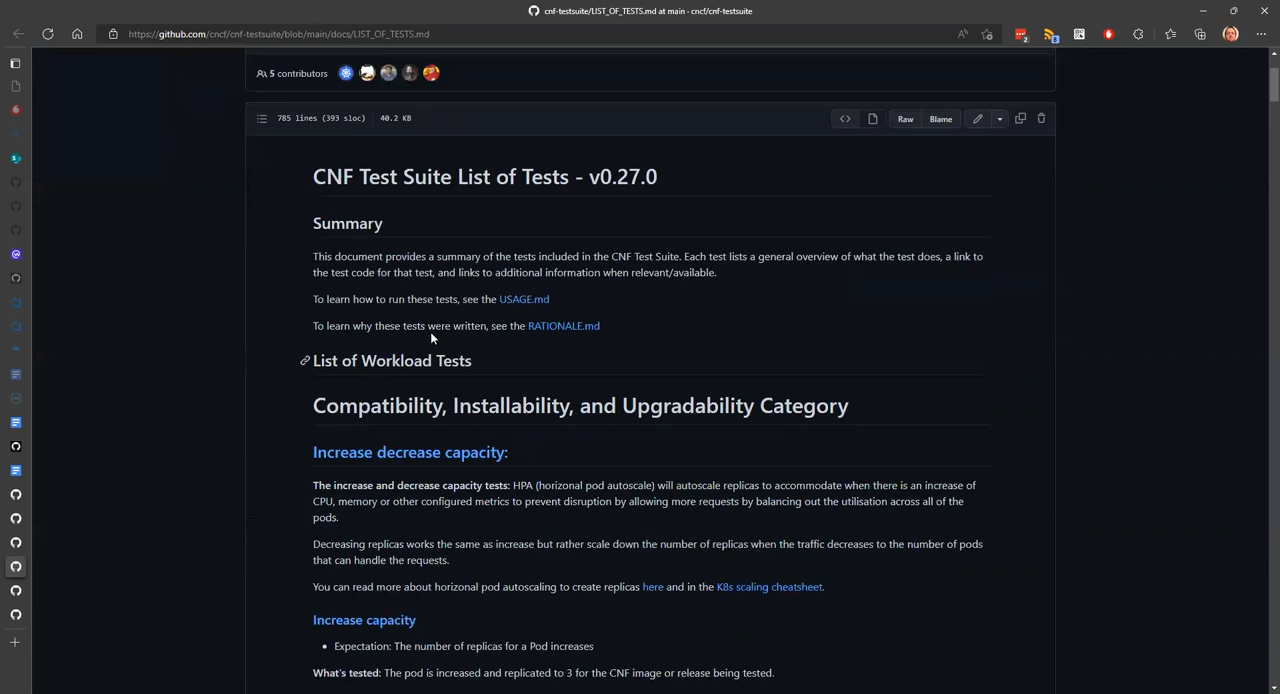 cnf-testsuite/LIST_OF_TESTS.md at main · cncf/cnf-testsuite
https://github.com/cncf/cnf-testsuite/blob/main/docs/LIST_OF_TESTS.md
5 contributors
785 lines (393 sloc) 40.2 KB
Raw Blame
CNF Test Suite List of Tests - v0.27.0
Summary
This document provides a summary of the tests included in the CNF Test Suite. Each test lists a general overview of what the test does, a link to
the test code for that test, and links to additional information when relevant/available.
To learn how to run these tests, see the USAGE.md
To learn why these tests were written, see the RATIONALE.md
List of Workload Tests
Compatibility, Installability, and Upgradability Category
Increase decrease capacity:
The increase and decrease capacity tests: HPA (horizonal pod autoscale) will autoscale replicas to accommodate when there is an increase of
CPU, memory or other configured metrics to prevent disruption by allowing more requests by balancing out the utilisation across all of the
pods.
Decreasing replicas works the same as increase but rather scale down the number of replicas when the traffic decreases to the number of pods
that can handle the requests.
You can read more about horizonal pod autoscaling to create replicas here and in the K8s scaling cheatsheet.
Increase capacity
• Expectation: The number of replicas for a Pod increases
What's tested: The pod is increased and replicated to 3 for the CNF image or release being tested.